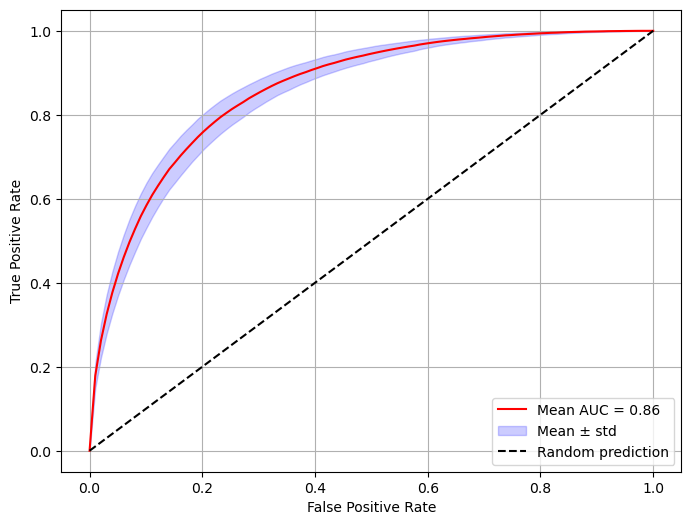 1.0
0.8
0.6
0.4
0.2
0.0
True Positive Rate
0.0 0.2 0.4 0.6 0.8 1.0
False Positive Rate
Mean AUC = 0.86
Mean ± std
Random prediction